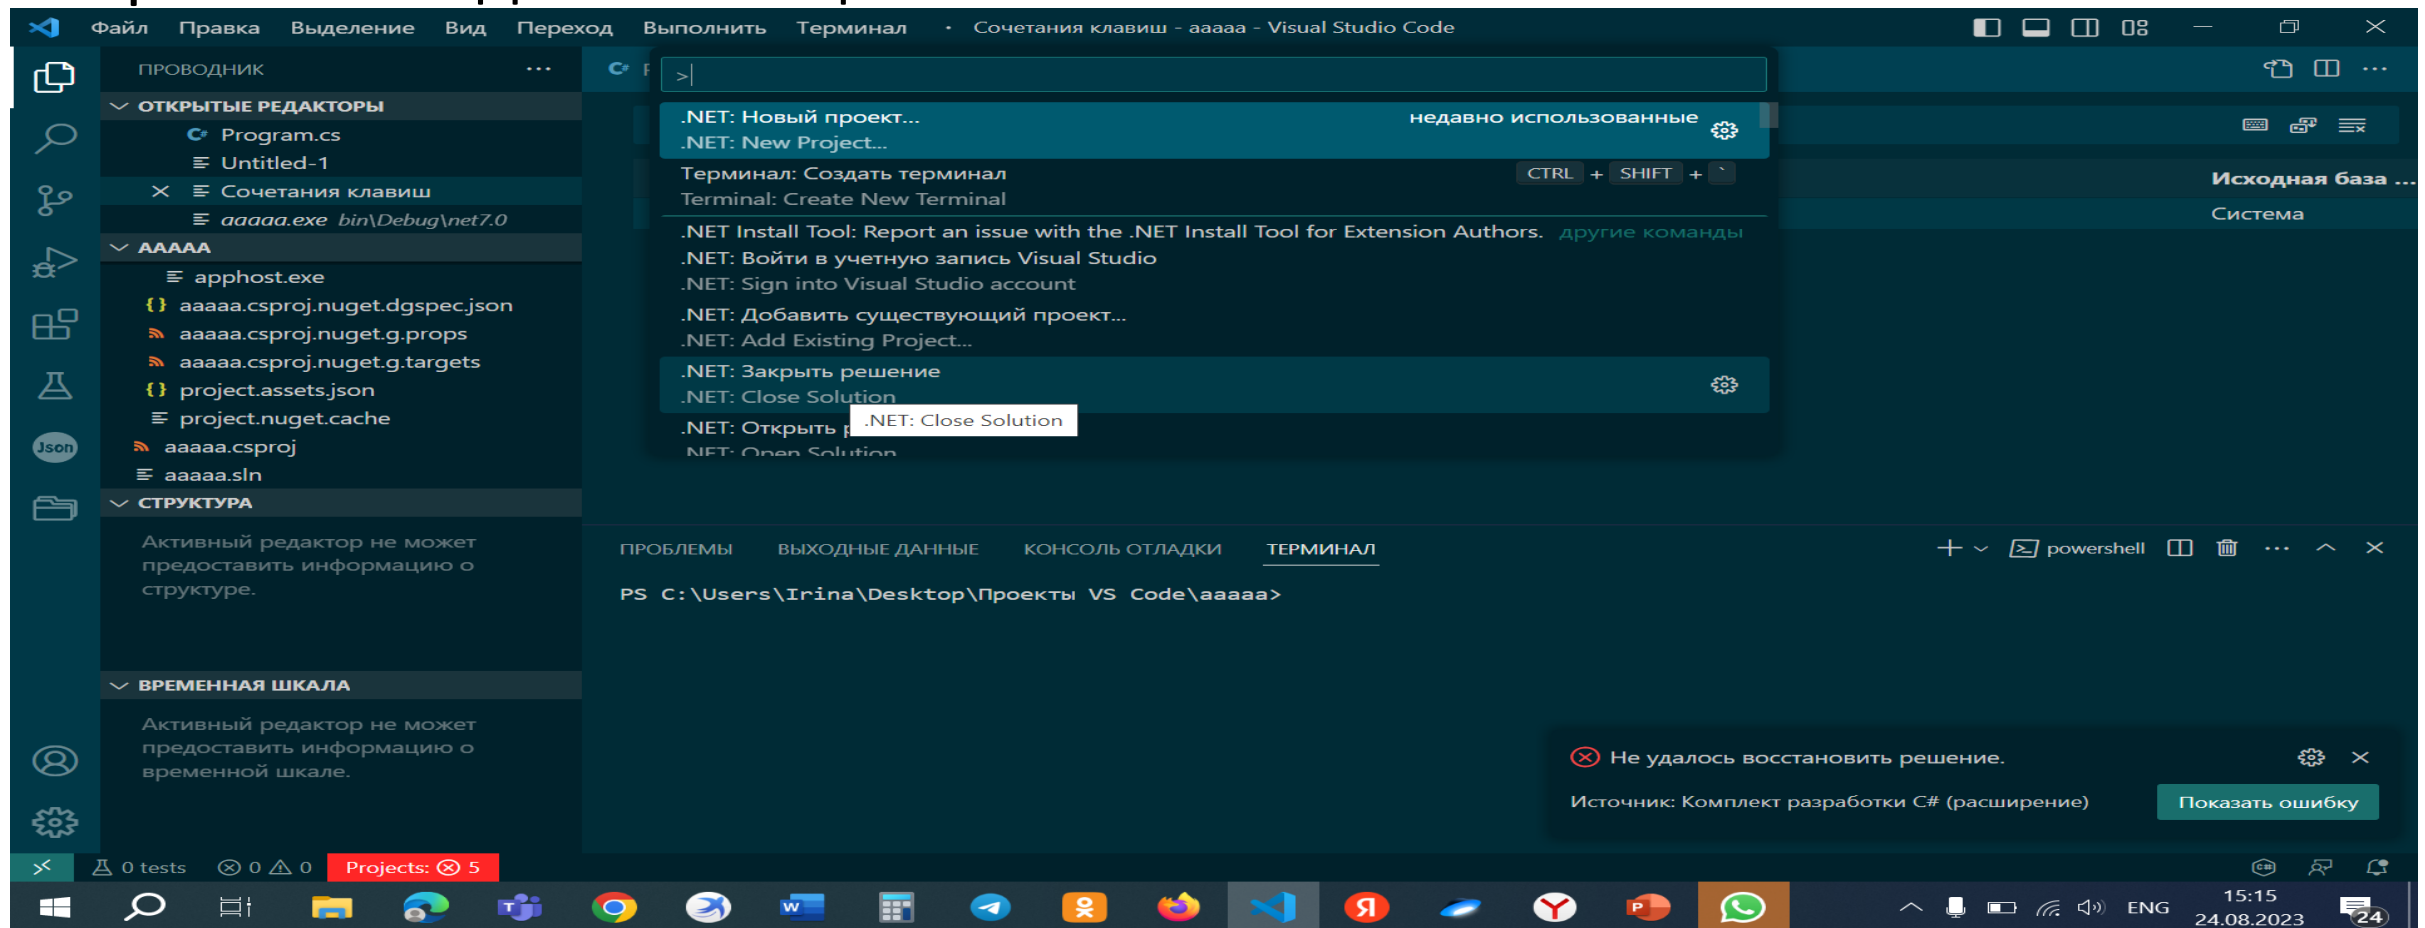 Файл Правка Выделение Вид Переход Выполнить Терминал • Сочетания клавиш - aaaaa - Visual Studio Code
ПРОВОДНИК
>
ОТКРЫТЫЕ РЕДАКТОРЫ
Program.cs
Untitled-1
Сочетания клавиш
aaaaa.exe bin\Debug\net7.0
AAAAA
apphost.exe
aaaaa.csproj.nuget.dgspec.json
aaaaa.csproj.nuget.g.props
aaaaa.csproj.nuget.g.targets
project.assets.json
project.nuget.cache
aaaaa.csproj
aaaaa.sln
СТРУКТУРА
Активный редактор не может
предоставить информацию о
структуре.
ВРЕМЕННАЯ ШКАЛА
Активный редактор не может
предоставить информацию о
временной шкале.
.NET: Новый проект... недавно использованные
.NET: New Project...
Терминал: Создать терминал CTRL + SHIFT + `
Terminal: Create New Terminal
.NET Install Tool: Report an issue with the .NET Install Tool for Extension Authors. другие команды
.NET: Войти в учетную запись Visual Studio
.NET: Sign into Visual Studio account
.NET: Добавить существующий проект...
.NET: Add Existing Project...
.NET: Закрыть решение
.NET: Close Solution
.NET: Close Solution
.NET: Открыть
.NET: Open Solution
Исходная база ...
Система
ПРОБЛЕМЫ ВЫХОДНЫЕ ДАННЫЕ КОНСОЛЬ ОТЛАДКИ ТЕРМИНАЛ
powershell
PS C:\Users\Irina\Desktop\Проекты VS Code\aaaaa>
Не удалось восстановить решение.
Источник: Комплект разработки C# (расширение) Показать ошибку
Json
0 tests 0 0 Projects: 5
ENG
15:15
24.08.2023
24